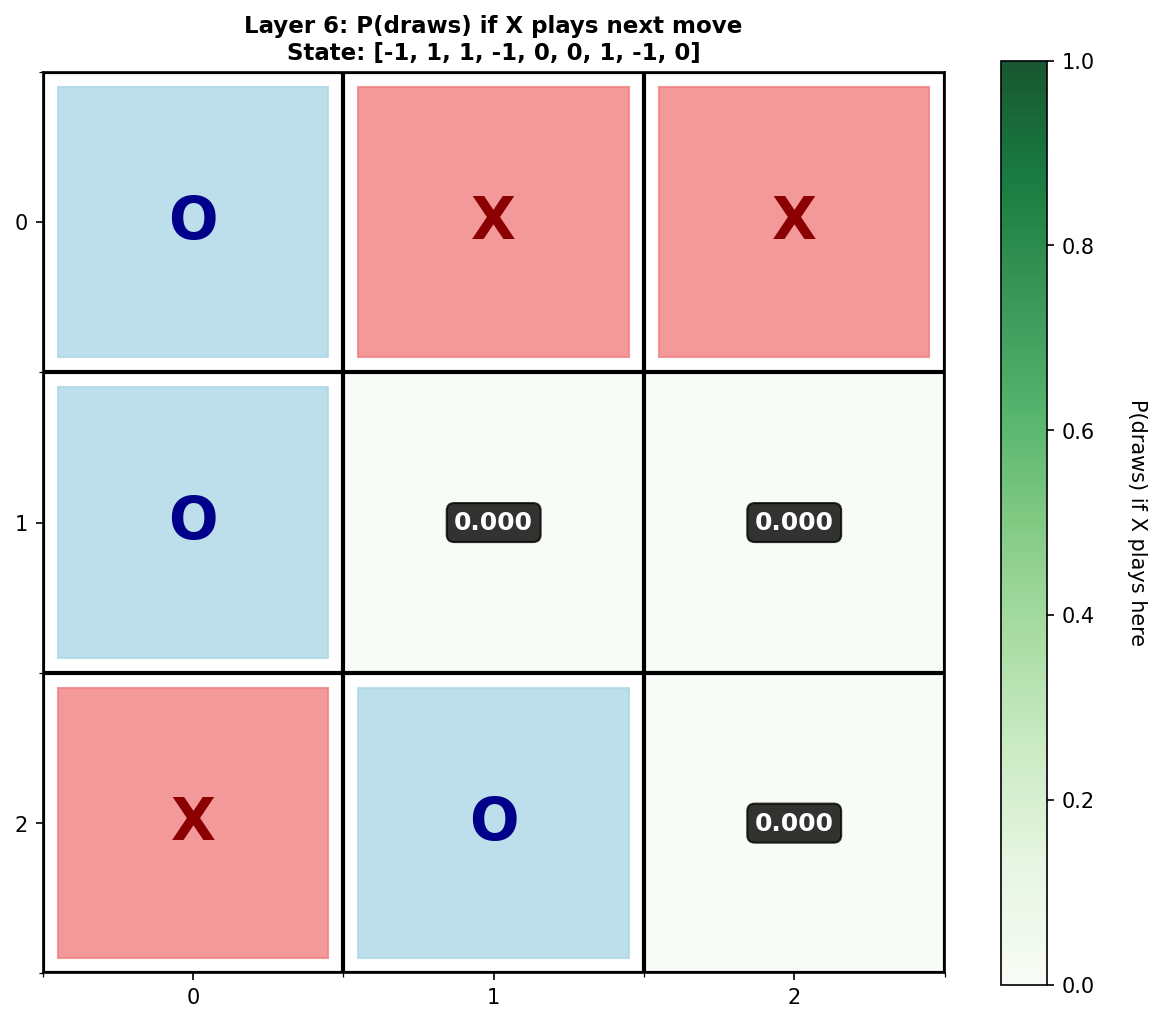 Layer 6: P(draws) if X plays next move
State: [-1, 1, 1, -1, 0, 0, 1, -1, 0]
0
O
X
X
1
O
0.000
0.000
2
X
O
0.000
0
1
2
1.0
0.8
0.6
0.4
0.2
0.0
P(draws) if X plays here